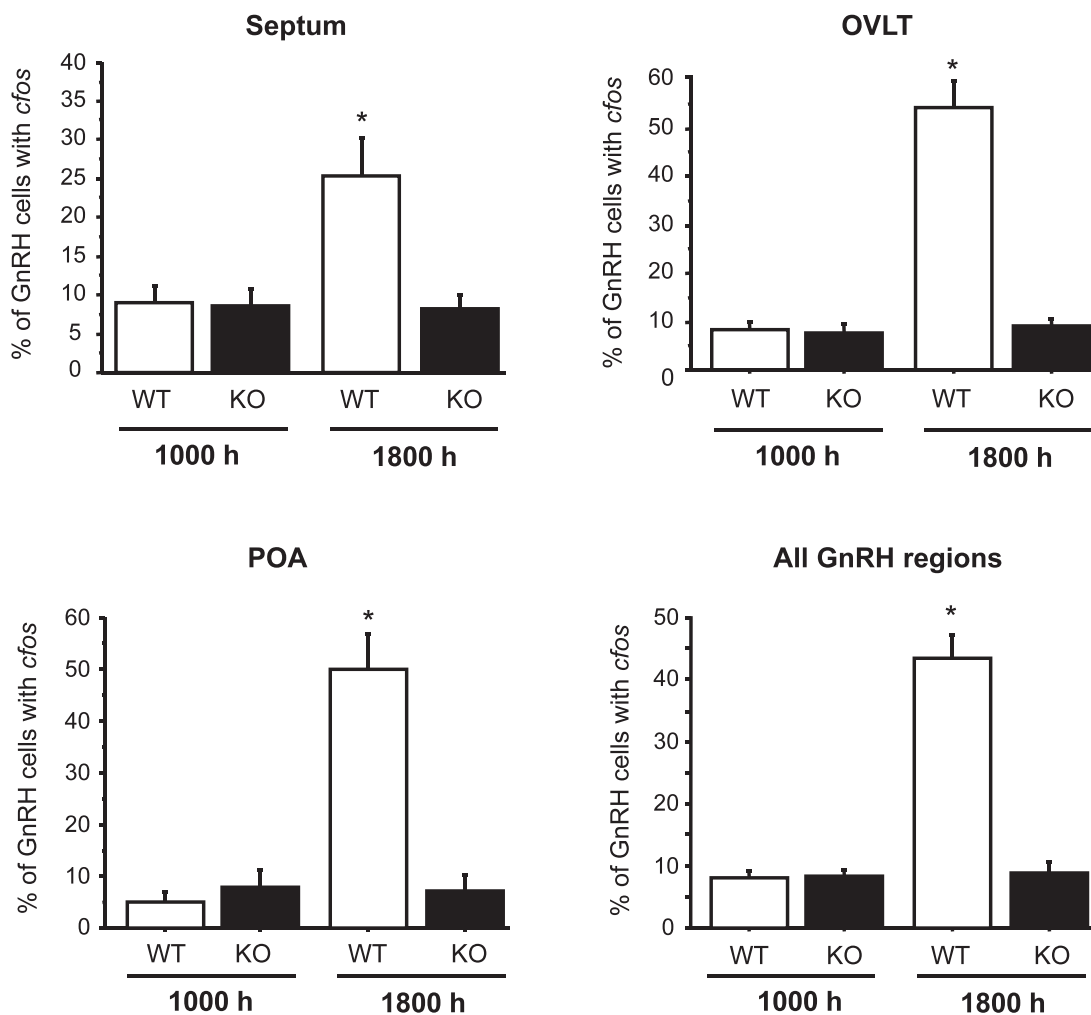 Septum
% of GnRH cells with cfos
40
35
30
25
20
15
10
5
0
*
WT KO WT KO
1000 h 1800 h
OVLT
% of GnRH cells with cfos
60
50
40
30
20
10
0
*
WT KO WT KO
1000 h 1800 h
POA
% of GnRH cells with cfos
60
50
40
30
20
10
0
*
WT KO WT KO
1000 h 1800 h
All GnRH regions
% of GnRH cells with cfos
50
40
30
20
10
0
*
WT KO WT KO
1000 h 1800 h